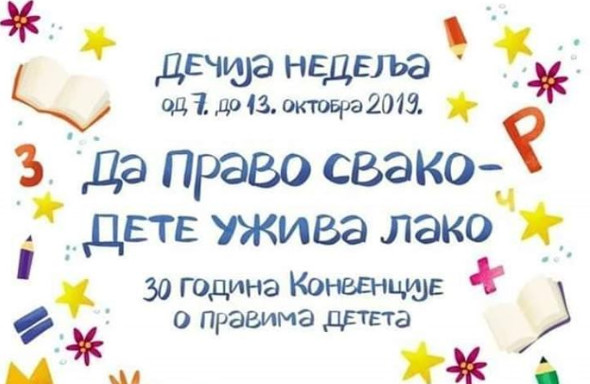 Дечија недеља
од 7. до 13. октобра 2019.
Да право свако-
дете ужива лако
30 година Конвенције
о правима детета
З
Р
ч